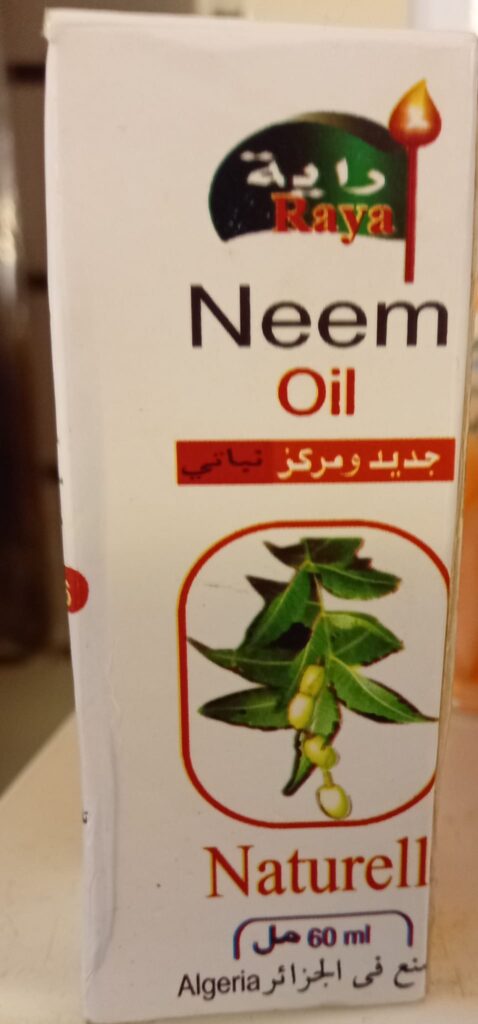 راية
Raya
Neem
Oil
جديد ومركز نباتي
Naturell
60 ml مل
Algeria صنع في الجزائر